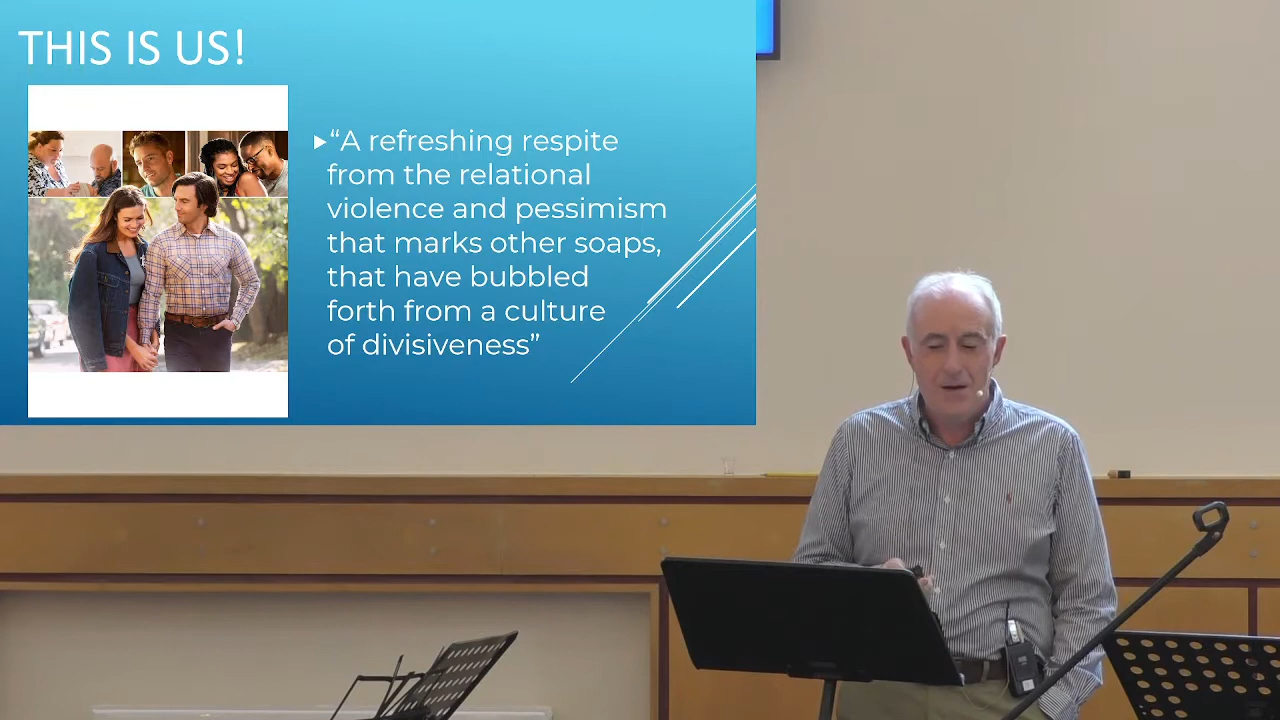 THIS IS US!
“A refreshing respite
from the relational
violence and pessimism
that marks other soaps,
that have bubbled
forth from a culture
of divisiveness”